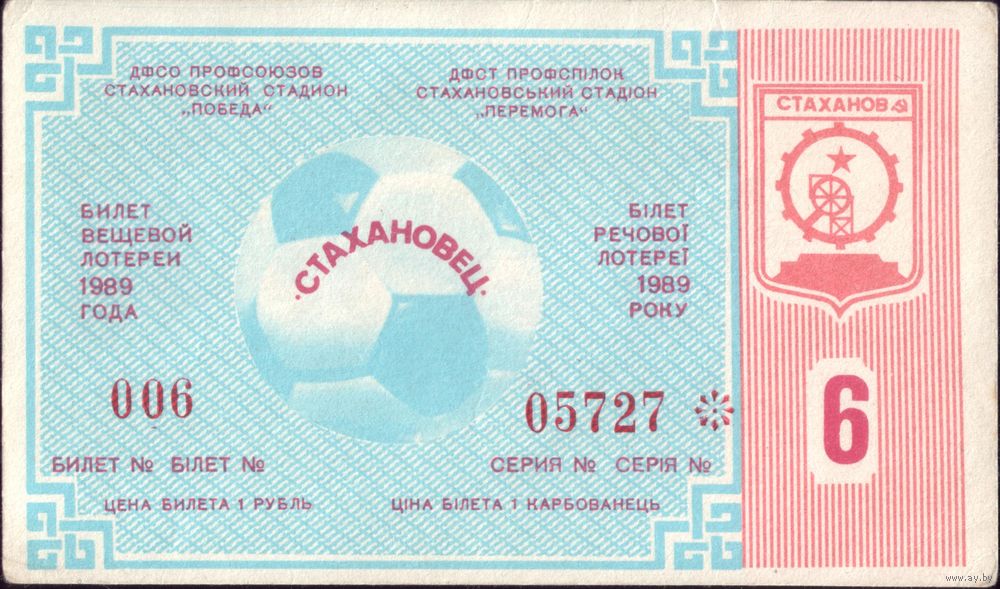 ДФСО ПРОФСОЮЗОВ
СТАХАНОВСКИЙ СТАДИОН
„ПОБЕДА“
ДФСТ ПРОФСПІЛОК
СТАХАНОВСЬКИЙ СТАДІОН
„ПЕРЕМОГА“
СТАХАНОВ
БИЛЕТ
ВЕЩЕВОЙ
ЛОТЕРЕИ
1989
ГОДА
·СТАХАНОВЕЦ·
БІЛЕТ
РЕЧОВОЇ
ЛОТЕРЕЇ
1989
РОКУ
006
05727
6
БИЛЕТ № БІЛЕТ №
СЕРИЯ № СЕРІЯ №
ЦЕНА БИЛЕТА 1 РУБЛЬ
ЦІНА БІЛЕТА 1 КАРБОВАНЕЦЬ
www.ay.by